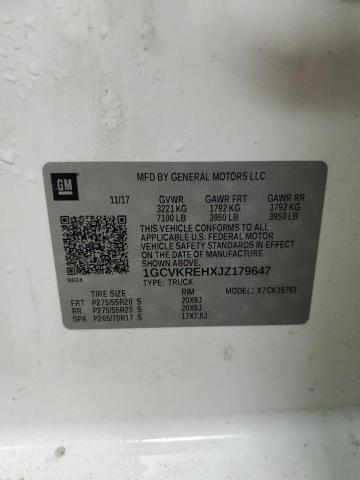 GM
MFD BY GENERAL MOTORS LLC
11/17 GVWR GAWR FRT GAWR RR
3221 KG 1792 KG 1792 KG
7100 LB 3950 LB 3950 LB
THIS VEHICLE CONFORMS TO ALL
APPLICABLE U.S. FEDERAL MOTOR
VEHICLE SAFETY STANDARDS IN EFFECT
ON THE DATE OF MANUFACTURE
SHOWN ABOVE.
1GCVKREHXJZ179647
8624 TYPE: TRUCK MODEL: X7CK15753
TIRE SIZE RIM
FRT P275/55R20 S 20X9J
RR P275/55R20 S 20X9J
SPA P265/70R17 S 17X7.5J